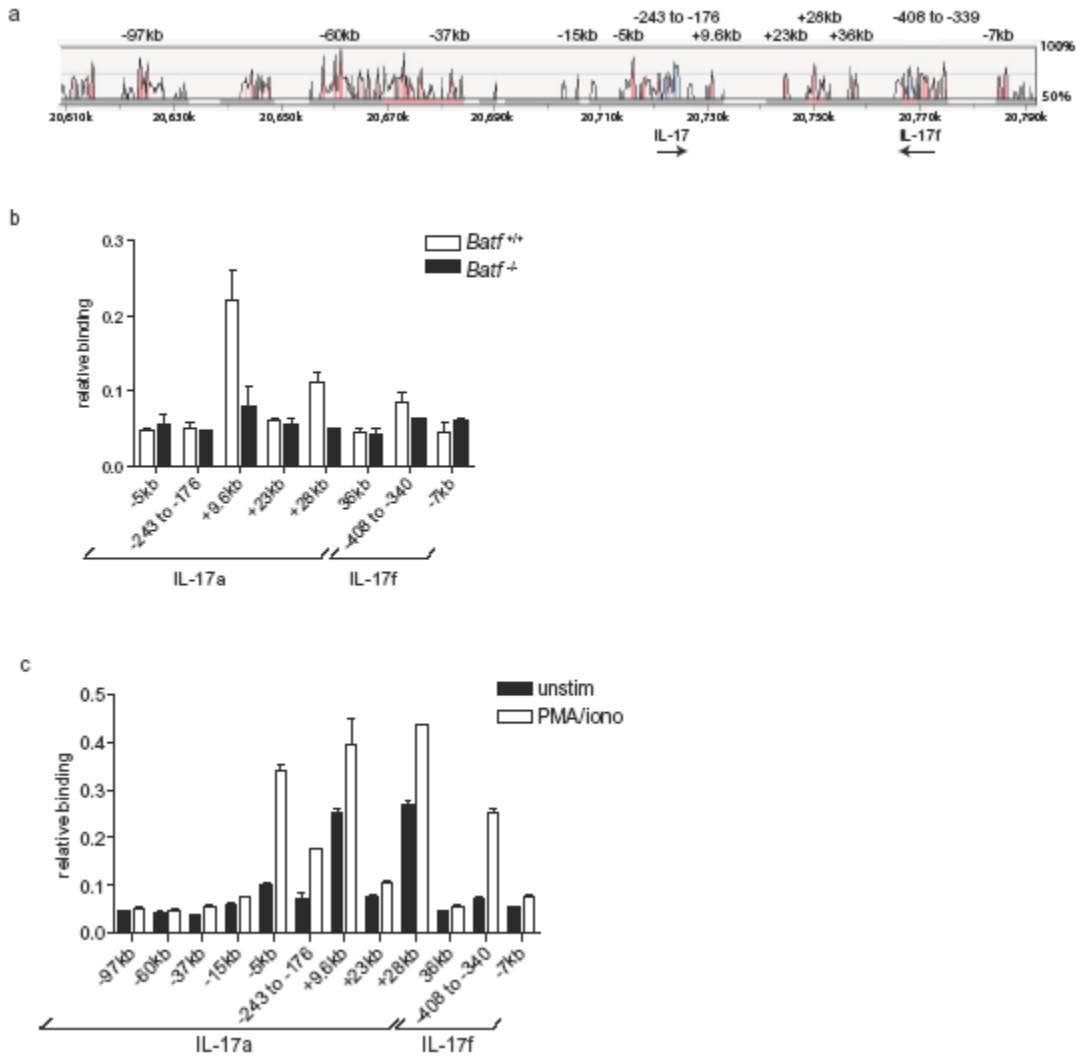 a
-243 to -176 +28kb -408 to -339
-97kb -60kb -37kb -15kb -5kb +9.6kb +23kb +36kb -7kb
100%
50%
20,610k 20,630k 20,650k 20,670k 20,690k 20,710k 20,730k 20,750k 20,770k 20,790k
IL-17 IL-17f
b
Batf +/+
Batf -/-
relative binding
0.3
0.2
0.1
0.0
-5kb -243 to -176 +9.6kb +23kb +28kb 36kb -408 to -340 -7kb
IL-17a IL-17f
c
unstim
PMA/iono
relative binding
0.5
0.4
0.3
0.2
0.1
0.0
-97kb -60kb -37kb -15kb -5kb -243 to -176 +9.6kb +23kb +28kb 36kb -408 to -340 -7kb
IL-17a IL-17f